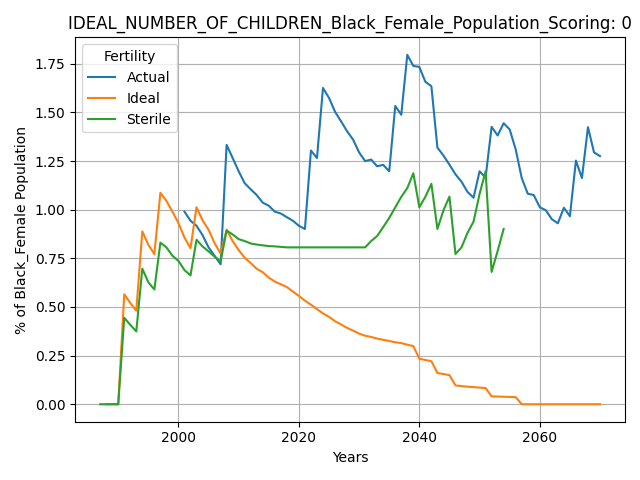 IDEAL_NUMBER_OF_CHILDREN_Black_Female_Population_Scoring: 0
Fertility
Actual
Ideal
Sterile
% of Black_Female Population
1.75
1.50
1.25
1.00
0.75
0.50
0.25
0.00
2000 2020 2040 2060
Years